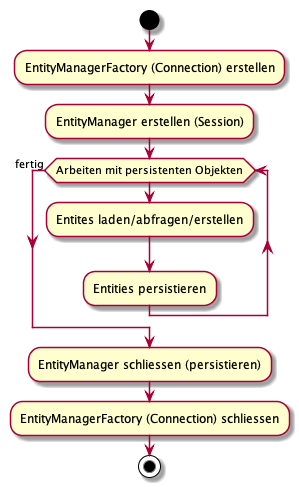 EntityManagerFactory (Connection) erstellen
EntityManager erstellen (Session)
fertig
Arbeiten mit persistenten Objekten
Entites laden/abfragen/erstellen
Entities persistieren
EntityManager schliessen (persistieren)
EntityManagerFactory (Connection) schliessen